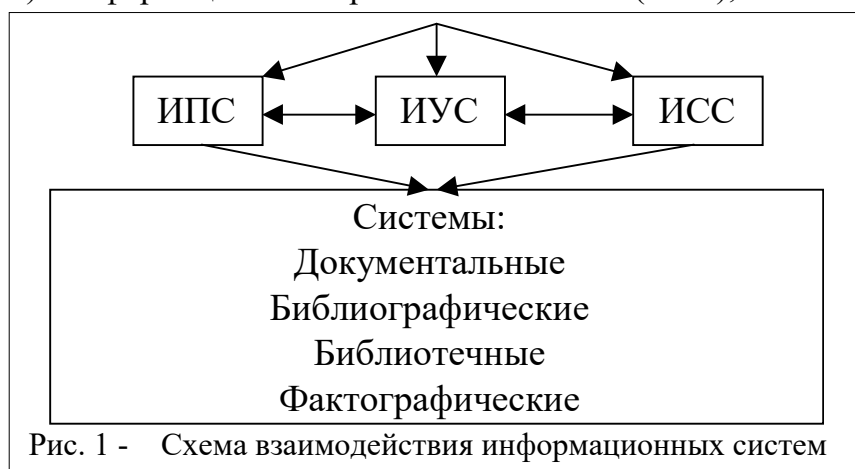 ИПС ИУС ИСС
Системы:
Документальные
Библиографические
Библиотечные
Фактографические
Рис. 1 - Схема взаимодействия информационных систем